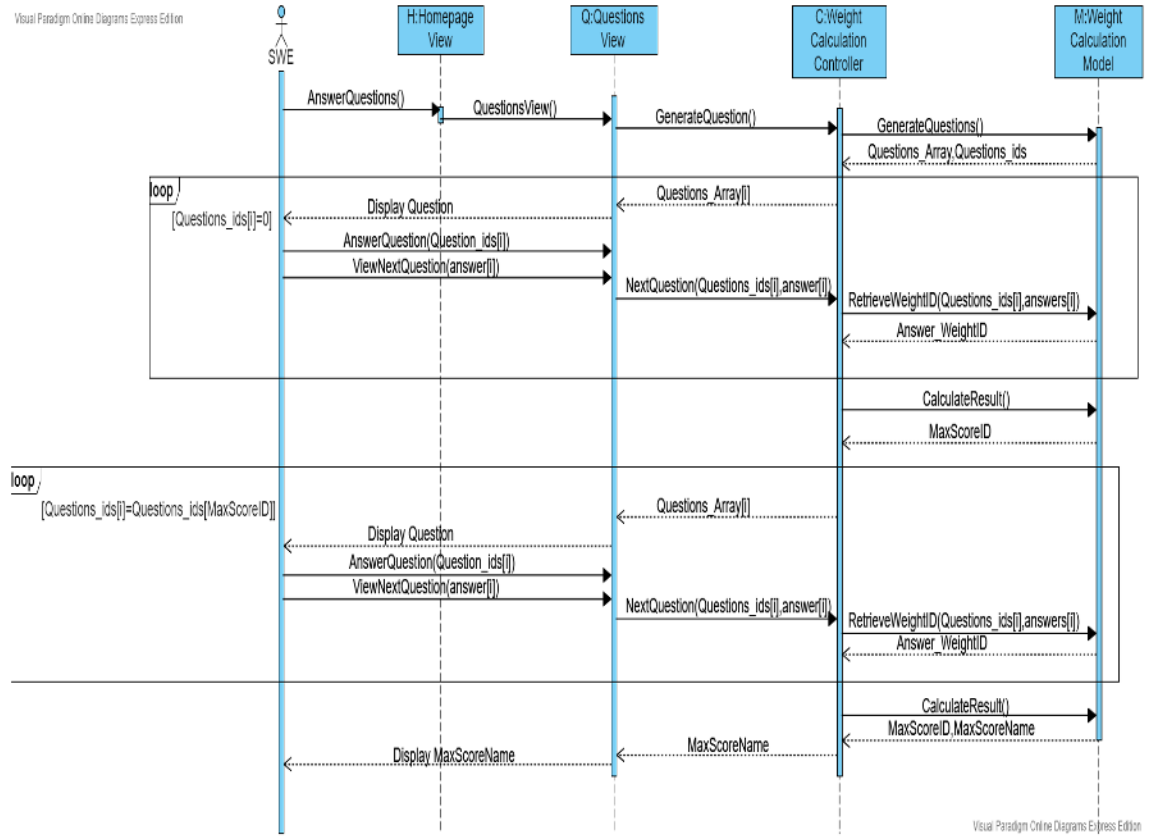 Visual Paradigm Online Diagrams Express Edition
SWE
H:Homepage
View
Q:Questions
View
C:Weight
Calculation
Controller
M:Weight
Calculation
Model
AnswerQuestions()
QuestionsView()
GenerateQuestion()
GenerateQuestions()
Questions_Array,Questions_ids
loop
[Questions_ids[i]=0]
Questions_Array[i]
Display Question
AnswerQuestion(Question_ids[i])
ViewNextQuestion(answer[i])
NextQuestion(Questions_ids[i],answer[i])
RetrieveWeightID(Questions_ids[i],answers[i])
Answer_WeightID
CalculateResult()
MaxScoreID
loop
[Questions_ids[i]=Questions_ids[MaxScoreID]]
Questions_Array[i]
Display Question
AnswerQuestion(Question_ids[i])
ViewNextQuestion(answer[i])
NextQuestion(Questions_ids[i],answer[i])
RetrieveWeightID(Questions_ids[i],answers[i])
Answer_WeightID
CalculateResult()
MaxScoreID,MaxScoreName
MaxScoreName
Display MaxScoreName
Visual Paradigm Online Diagrams Express Edition